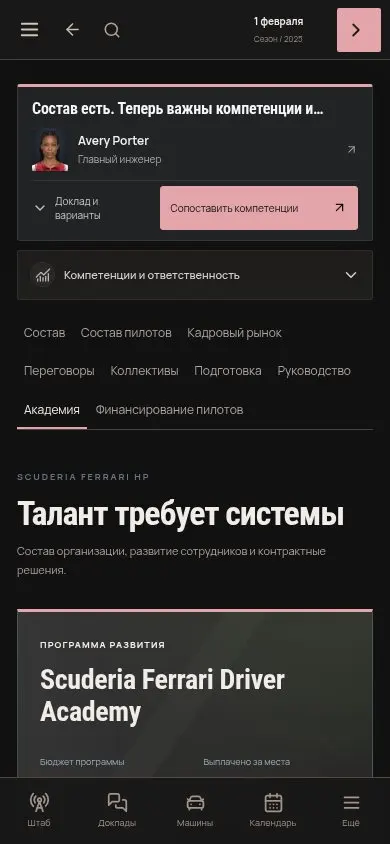 1 февраля
Сезон / 2025
Состав есть. Теперь важны компетенции и…
Avery Porter
Главный инженер
Доклад и
варианты
Сопоставить компетенции
Компетенции и ответственность
Состав Состав пилотов Кадровый рынок
Переговоры Коллективы Подготовка Руководство
Академия Финансирование пилотов
SCUDERIA FERRARI HP
Талант требует системы
Состав организации, развитие сотрудников и контрактные
решения.
ПРОГРАММА РАЗВИТИЯ
Scuderia Ferrari Driver
Academy
Бюджет программы Выплачено за места
Штаб Доклады Машины Календарь Ещё